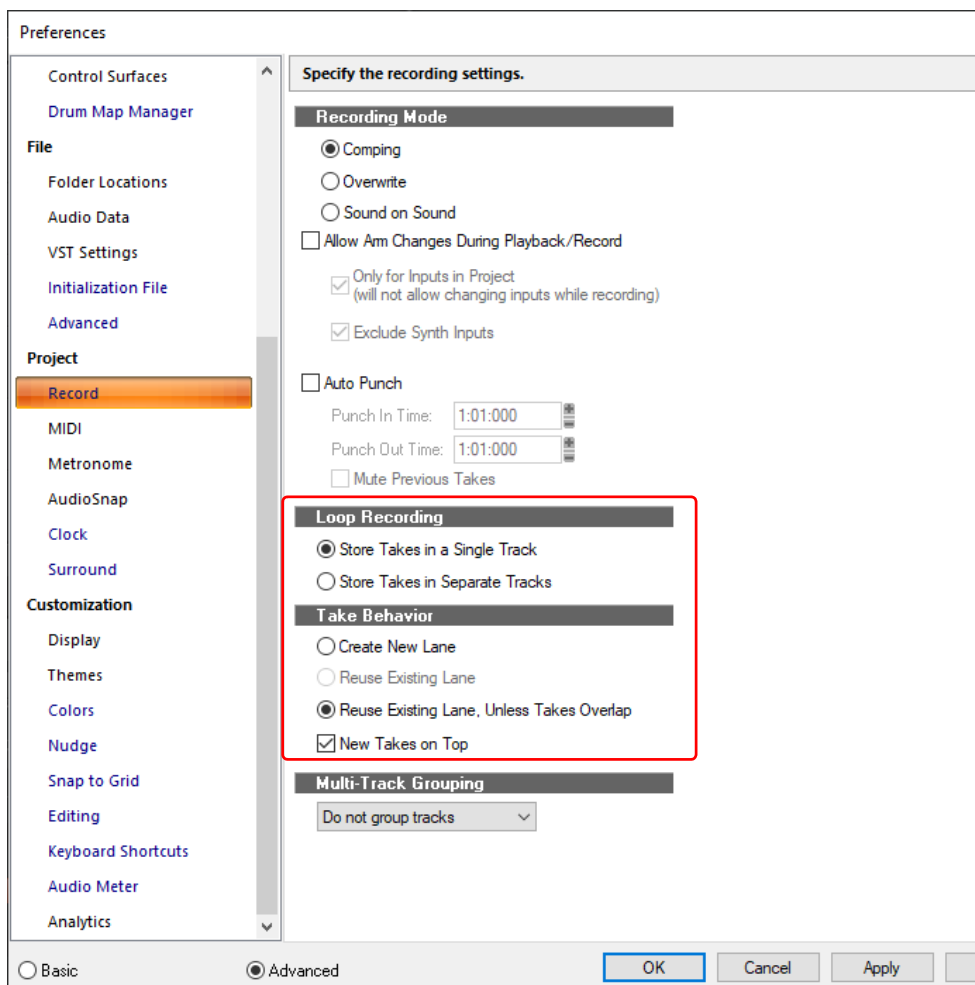 Preferences
Control Surfaces
Drum Map Manager
File
Folder Locations
Audio Data
VST Settings
Initialization File
Advanced
Project
Record
MIDI
Metronome
AudioSnap
Clock
Surround
Customization
Display
Themes
Colors
Nudge
Snap to Grid
Editing
Keyboard Shortcuts
Audio Meter
Analytics
Specify the recording settings.
Recording Mode
Comping
Overwrite
Sound on Sound
Allow Arm Changes During Playback/Record
Only for Inputs in Project
(will not allow changing inputs while recording)
Exclude Synth Inputs
Auto Punch
Punch In Time: 1:01:000
Punch Out Time: 1:01:000
Mute Previous Takes
Loop Recording
Store Takes in a Single Track
Store Takes in Separate Tracks
Take Behavior
Create New Lane
Reuse Existing Lane
Reuse Existing Lane, Unless Takes Overlap
New Takes on Top
Multi-Track Grouping
Do not group tracks
Basic
Advanced
OK
Cancel
Apply